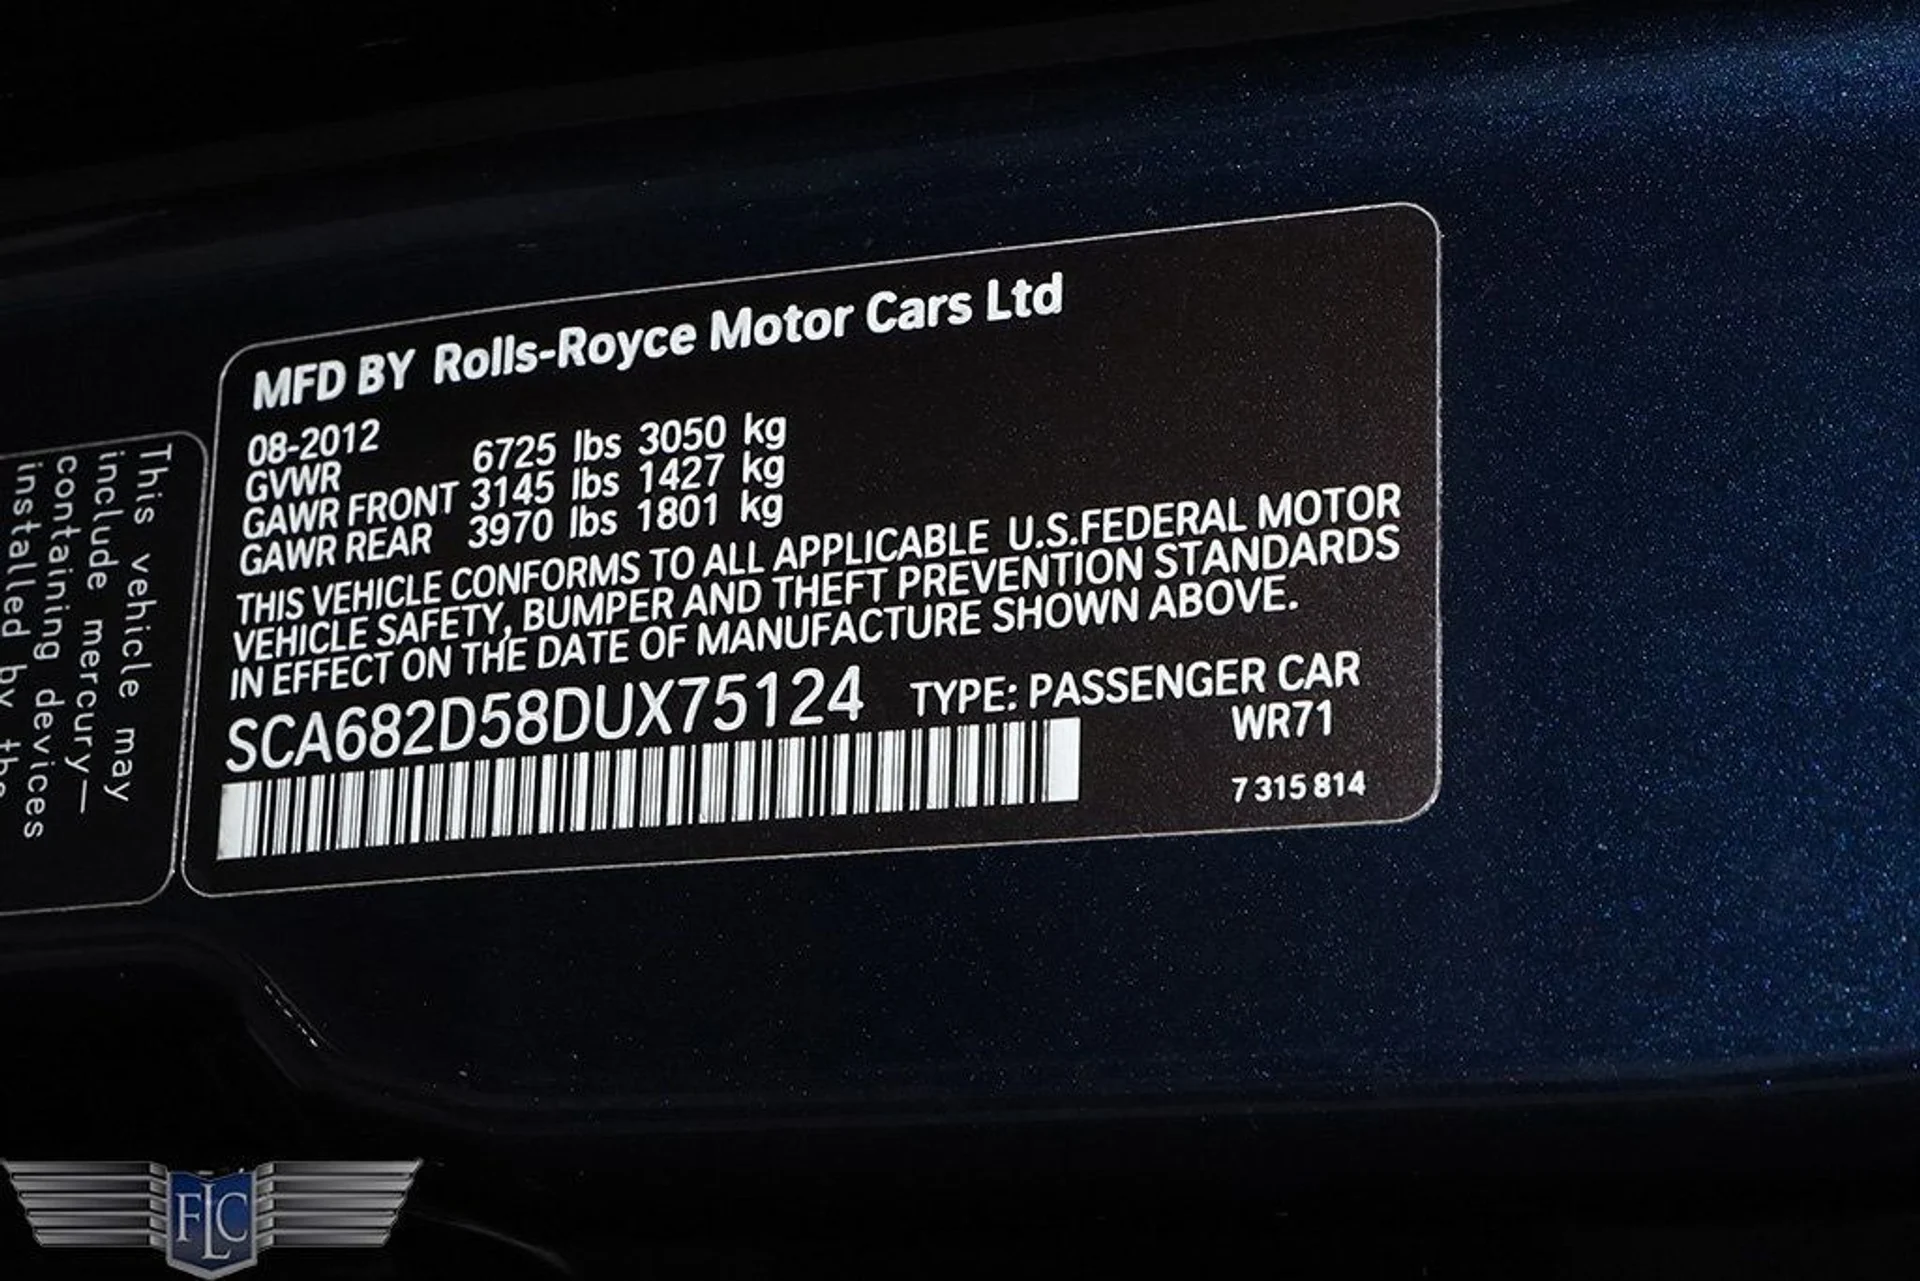 MFD BY Rolls-Royce Motor Cars Ltd
08-2012
GVWR 6725 lbs 3050 kg
GAWR FRONT 3145 lbs 1427 kg
GAWR REAR 3970 lbs 1801 kg
THIS VEHICLE CONFORMS TO ALL APPLICABLE U.S.FEDERAL MOTOR
VEHICLE SAFETY, BUMPER AND THEFT PREVENTION STANDARDS
IN EFFECT ON THE DATE OF MANUFACTURE SHOWN ABOVE.
SCA682D58DUX75124 TYPE: PASSENGER CAR
WR71
7 315 814
This vehicle may
include mercury—
containing devices
installed by the
FLC